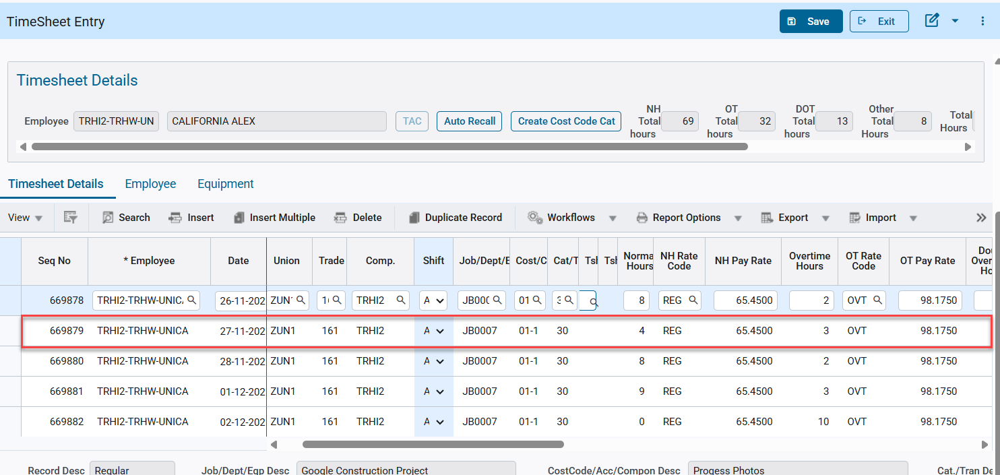 TimeSheet Entry
Save
Exit
Timesheet Details
Employee TRHI2-TRHW-UN CALIFORNIA ALEX TAC Auto Recall Create Cost Code Cat
NH Total hours 69
OT Total hours 32
DOT Total hours 13
Other Total Hours 8
Total Hours
Timesheet Details Employee Equipment
View Search Insert Insert Multiple Delete Duplicate Record Workflows Report Options Export Import
Seq No * Employee Date Union Trade Comp. Shift Job/Dept/E Cost/C Cat/T Tsl Tsl Norma Hours NH Rate Code NH Pay Rate Overtime Hours OT Rate Code OT Pay Rate Do Over Ho
669878 TRHI2-TRHW-UNICA 26-11-202 ZUN1 TRHI2 A JB00 01 8 REG 65.4500 2 OVT 98.1750
669879 TRHI2-TRHW-UNICA 27-11-202 ZUN1 161 TRHI2 A JB0007 01-1 30 4 REG 65.4500 3 OVT 98.1750
669880 TRHI2-TRHW-UNICA 28-11-202 ZUN1 161 TRHI2 A JB0007 01-1 30 8 REG 65.4500 2 OVT 98.1750
669881 TRHI2-TRHW-UNICA 01-12-202 ZUN1 161 TRHI2 A JB0007 01-1 30 9 REG 65.4500 3 OVT 98.1750
669882 TRHI2-TRHW-UNICA 02-12-202 ZUN1 161 TRHI2 A JB0007 01-1 30 0 REG 65.4500 10 OVT 98.1750
Record Desc Regular Job/Dept/Eqp Desc Google Construction Project CostCode/Acc/Compon Desc Progess Photos Cat./Tran De